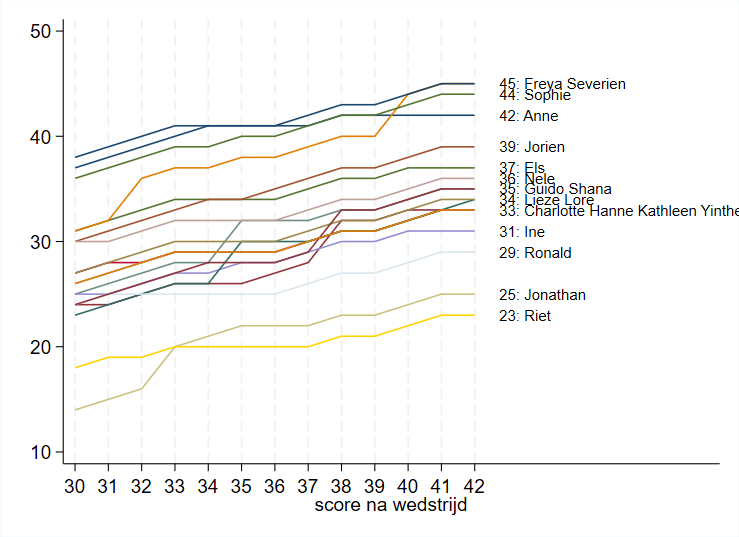 50
40
30
20
10
45: Freya Severien
44: Sophie
42: Anne
39: Jorien
37: Els
36: Nele
35: Guido Shana
34: Lieze Lore
33: Charlotte Hanne Kathleen Yinthe
31: Ine
29: Ronald
25: Jonathan
23: Riet
30 31 32 33 34 35 36 37 38 39 40 41 42
score na wedstrijd